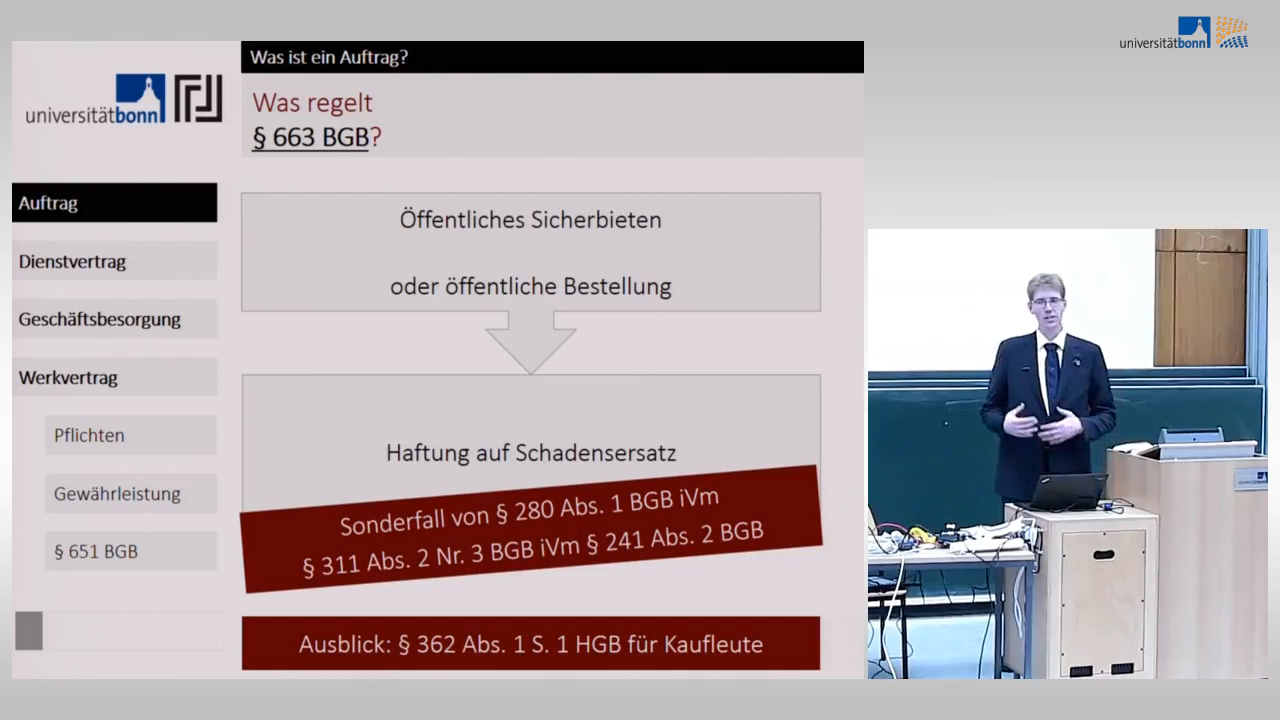 universitätbonn
Was ist ein Auftrag?
universitätbonn
Was regelt
§ 663 BGB?
Auftrag
Dienstvertrag
Geschäftsbesorgung
Werkvertrag
Pflichten
Gewährleistung
§ 651 BGB
Öffentliches Sicherbieten
oder öffentliche Bestellung
Haftung auf Schadensersatz
Sonderfall von § 280 Abs. 1 BGB iVm
§ 311 Abs. 2 Nr. 3 BGB iVm § 241 Abs. 2 BGB
Ausblick: § 362 Abs. 1 S. 1 HGB für Kaufleute